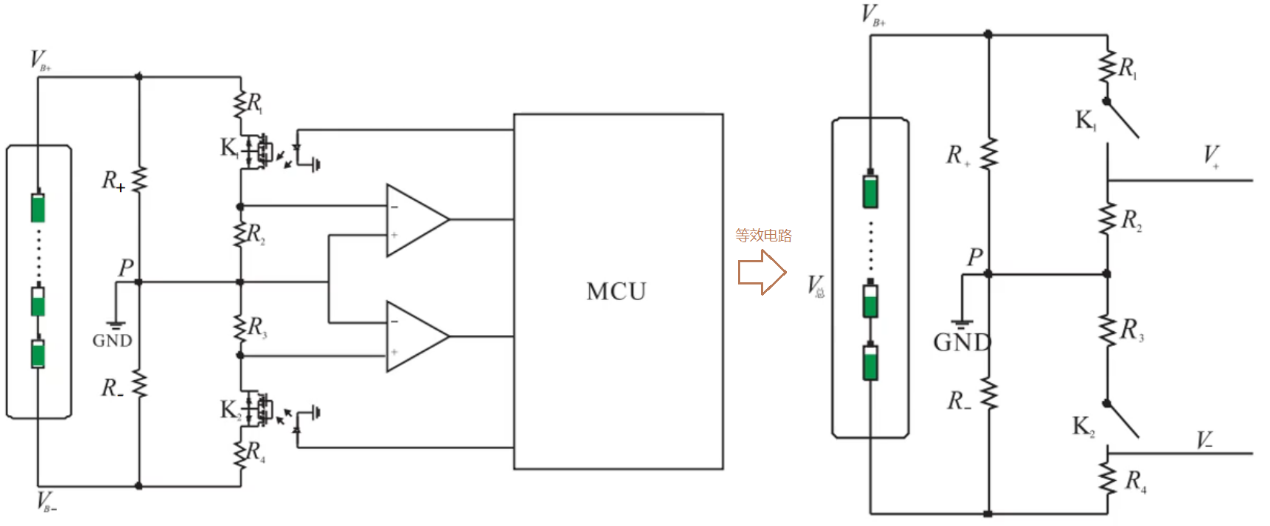 V_B+
R_1
K_1
R_+
R_2
P
GND
R_3
R_-
K_2
R_4
V_B-
MCU
等效电路
V_B+
R_1
K_1
V_+
R_+
R_2
P
V_总
GND
R_3
R_-
K_2
V_-
R_4